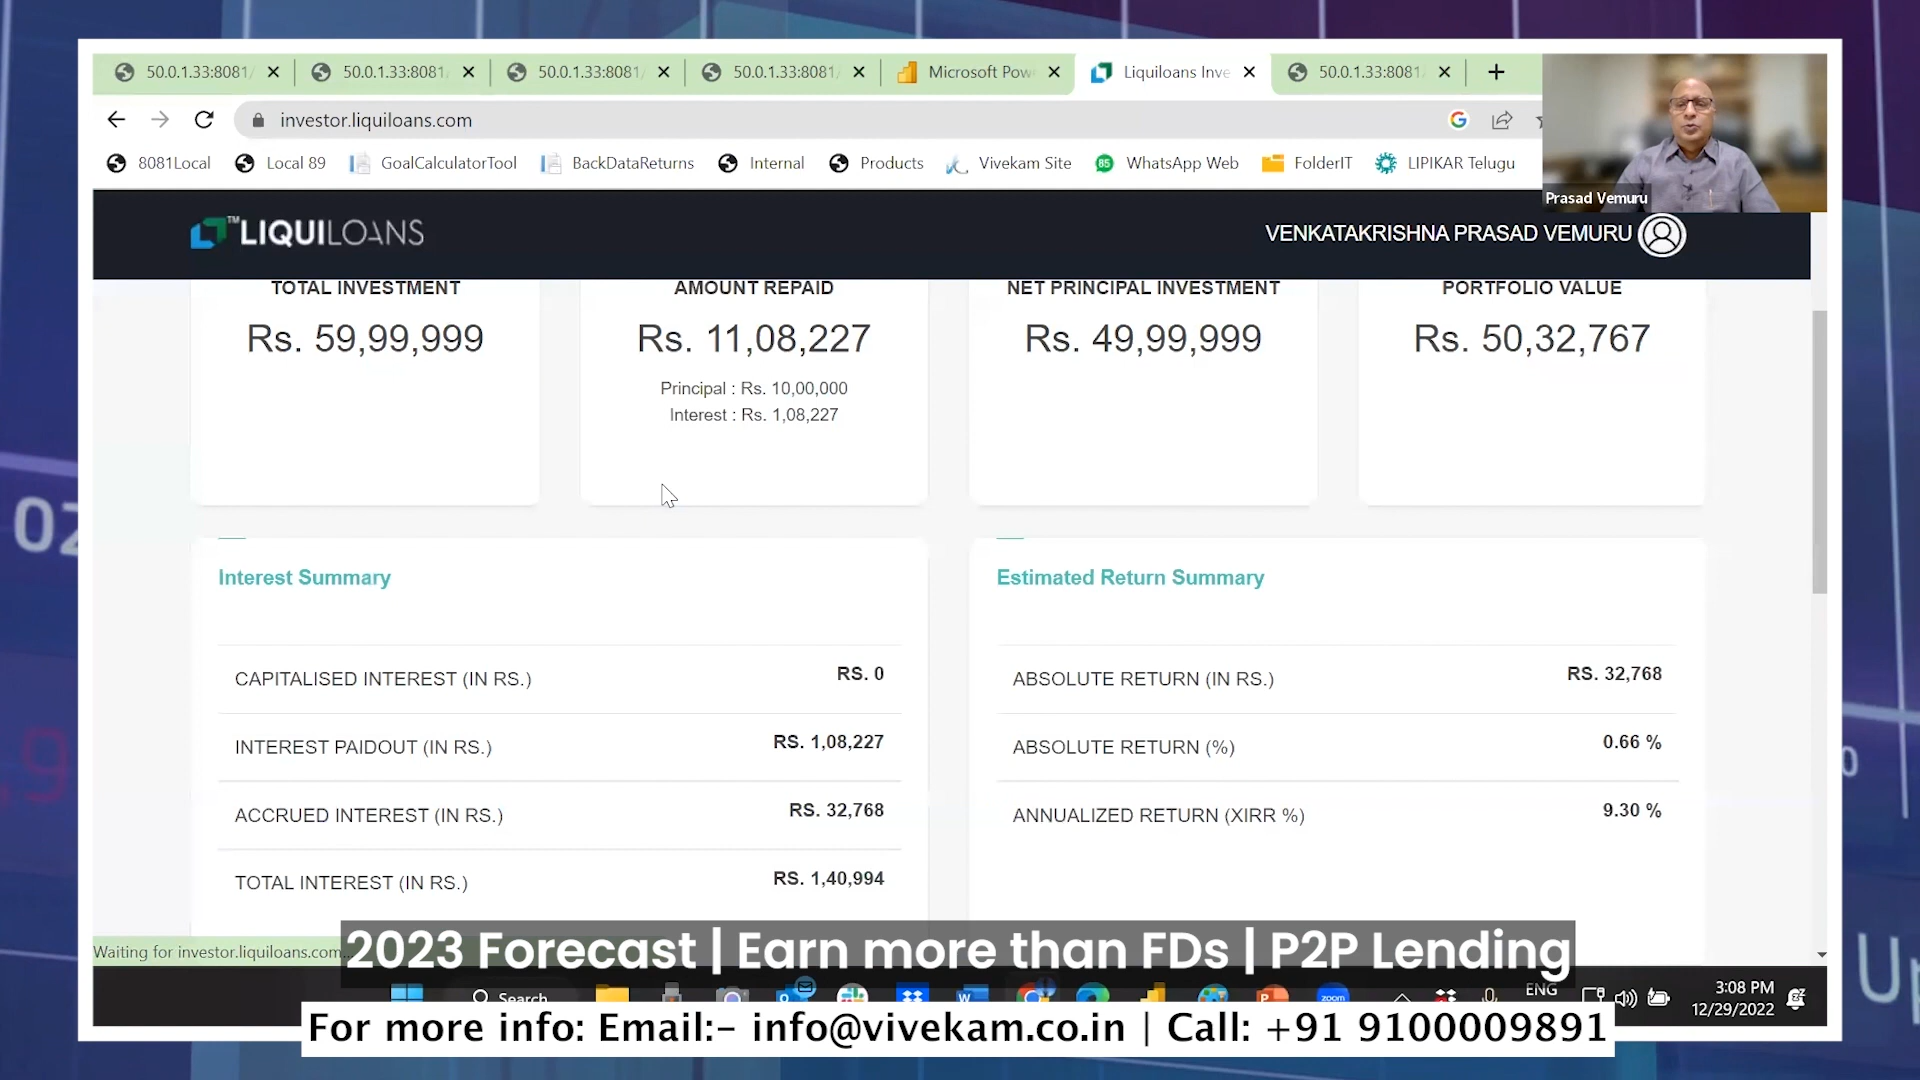 50.0.1.33:8081/
50.0.1.33:8081
50.0.1.33:8081/
50.0.1.33:8081/
Microsoft Pow
Liquiloans Inve
50.0.1.33:8081
investor.liquiloans.com
8081Local
Local 89
GoalCalculatorTool
BackDataReturns
Internal
Products
85
Vivekam Site
WhatsApp Web
FolderIT
LIPIKAR Telugu
Prasad Vemuru
™LIQUILOANS
VENKATAKRISHNA PRASAD VEMURU
TOTAL INVESTMENT
Rs. 59,99,999
AMOUNT REPAID
Rs. 11,08,227
Principal : Rs. 10,00,000
Interest : Rs. 1,08,227
NET PRINCIPAL INVESTMENT
Rs. 49,99,999
PORTFOLIO VALUE
Rs. 50,32,767
Interest Summary
CAPITALISED INTEREST (IN RS.) RS. 0
INTEREST PAIDOUT (IN RS.) RS. 1,08,227
ACCRUED INTEREST (IN RS.) RS. 32,768
TOTAL INTEREST (IN RS.) RS. 1,40,994
Estimated Return Summary
ABSOLUTE RETURN (IN RS.) RS. 32,768
ABSOLUTE RETURN (%) 0.66 %
ANNUALIZED RETURN (XIRR %) 9.30 %
Waiting for investor.liquiloans.com...
2023 Forecast | Earn more than FDs | P2P Lending
Search
zoom
ENG
3:08 PM
12/29/2022
For more info: Email:- info@vivekam.co.in | Call: +91 9100009891